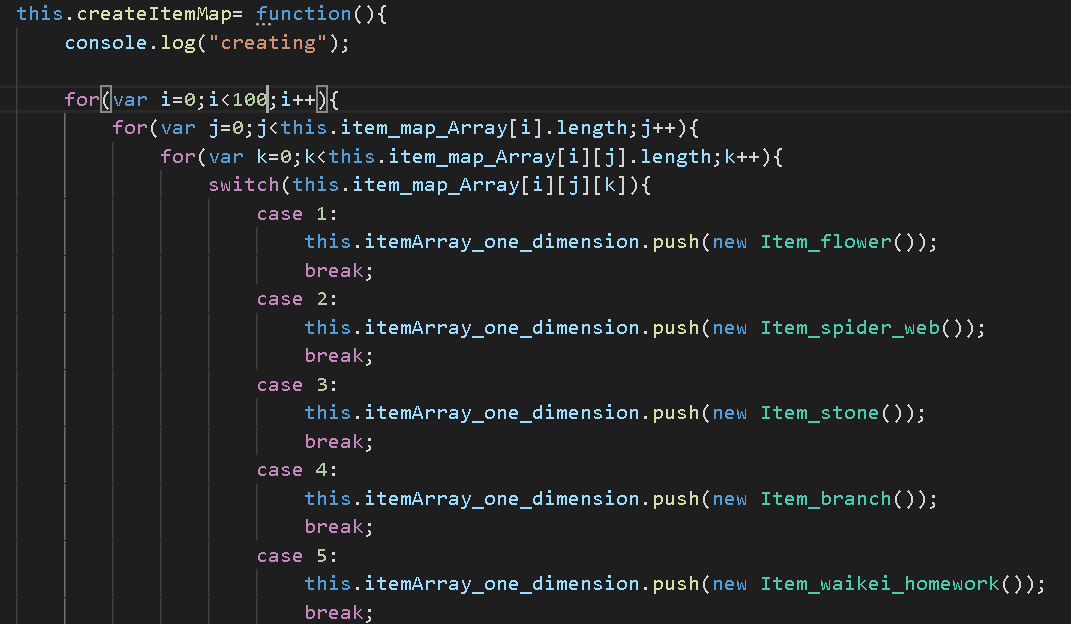 this.createItemMap= function(){
console.log("creating");
for(var i=0;i<100;i++){
for(var j=0;j<this.item_map_Array[i].length;j++){
for(var k=0;k<this.item_map_Array[i][j].length;k++){
switch(this.item_map_Array[i][j][k]){
case 1:
this.itemArray_one_dimension.push(new Item_flower());
break;
case 2:
this.itemArray_one_dimension.push(new Item_spider_web());
break;
case 3:
this.itemArray_one_dimension.push(new Item_stone());
break;
case 4:
this.itemArray_one_dimension.push(new Item_branch());
break;
case 5:
this.itemArray_one_dimension.push(new Item_waikei_homework());
break;